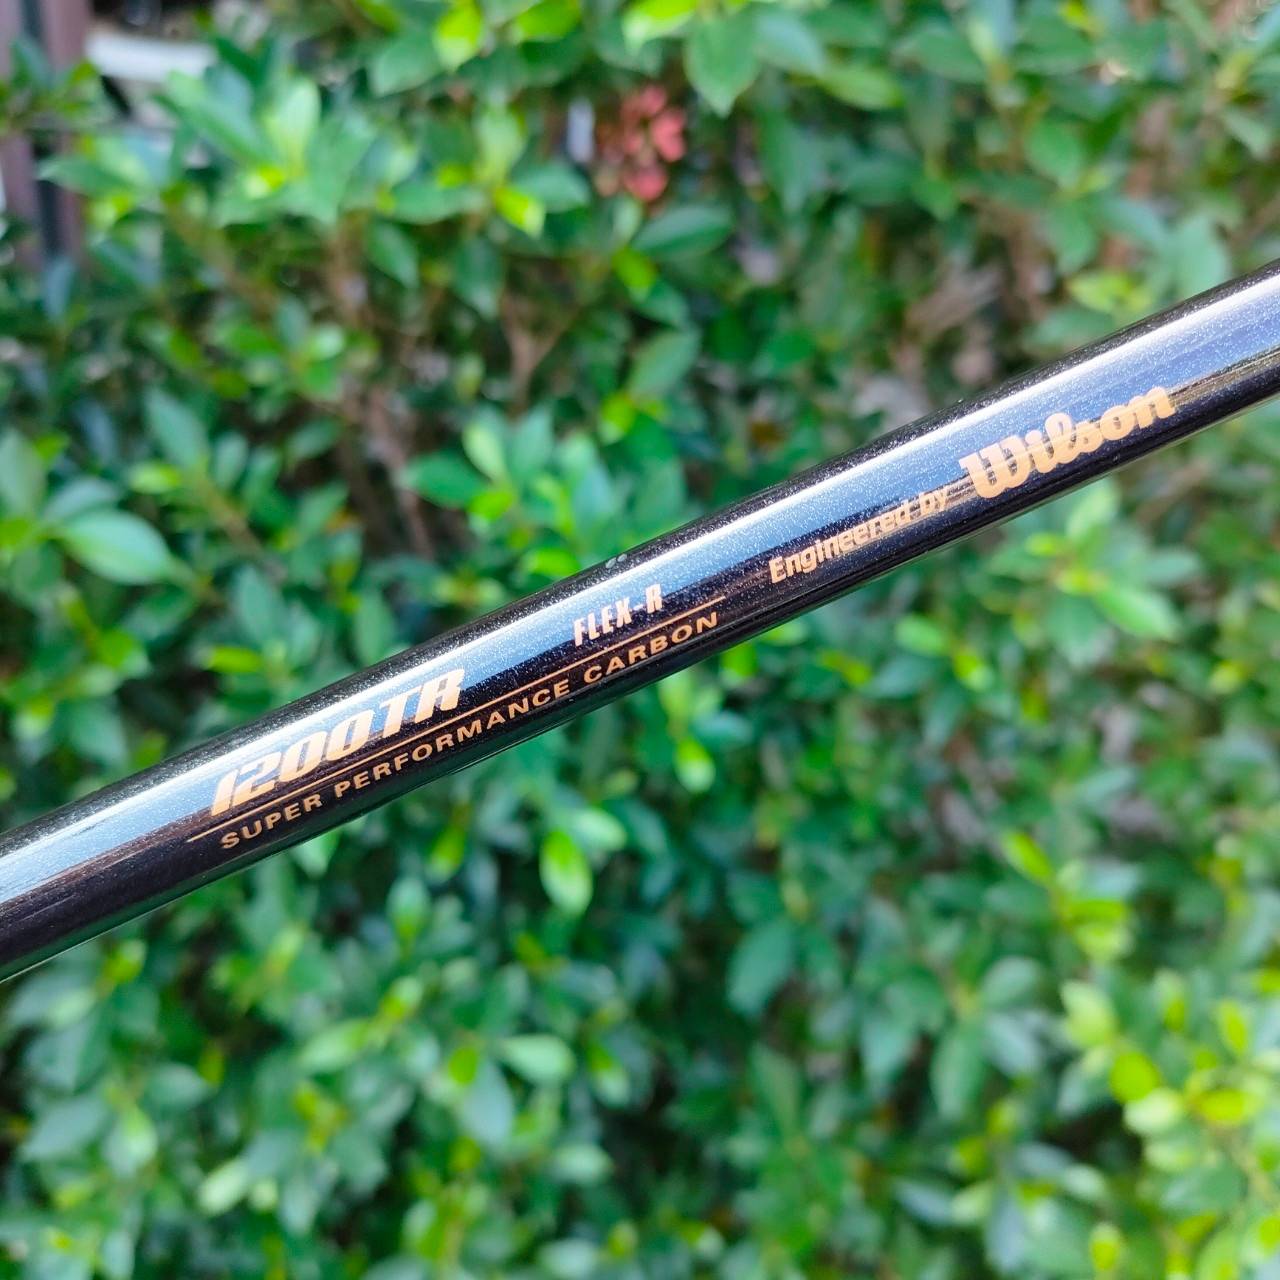 1200TR FLEX-R
SUPER PERFORMANCE CARBON
Engineered by Wilson